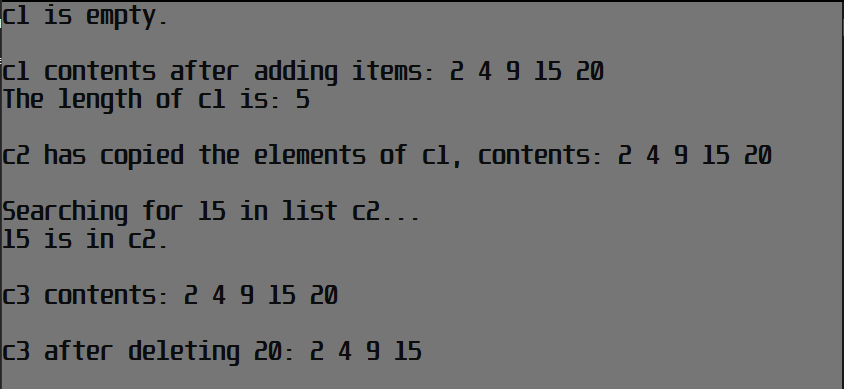 c1 is empty.
c1 contents after adding items: 2 4 9 15 20
The length of c1 is: 5
c2 has copied the elements of c1, contents: 2 4 9 15 20
Searching for 15 in list c2...
15 is in c2.
c3 contents: 2 4 9 15 20
c3 after deleting 20: 2 4 9 15